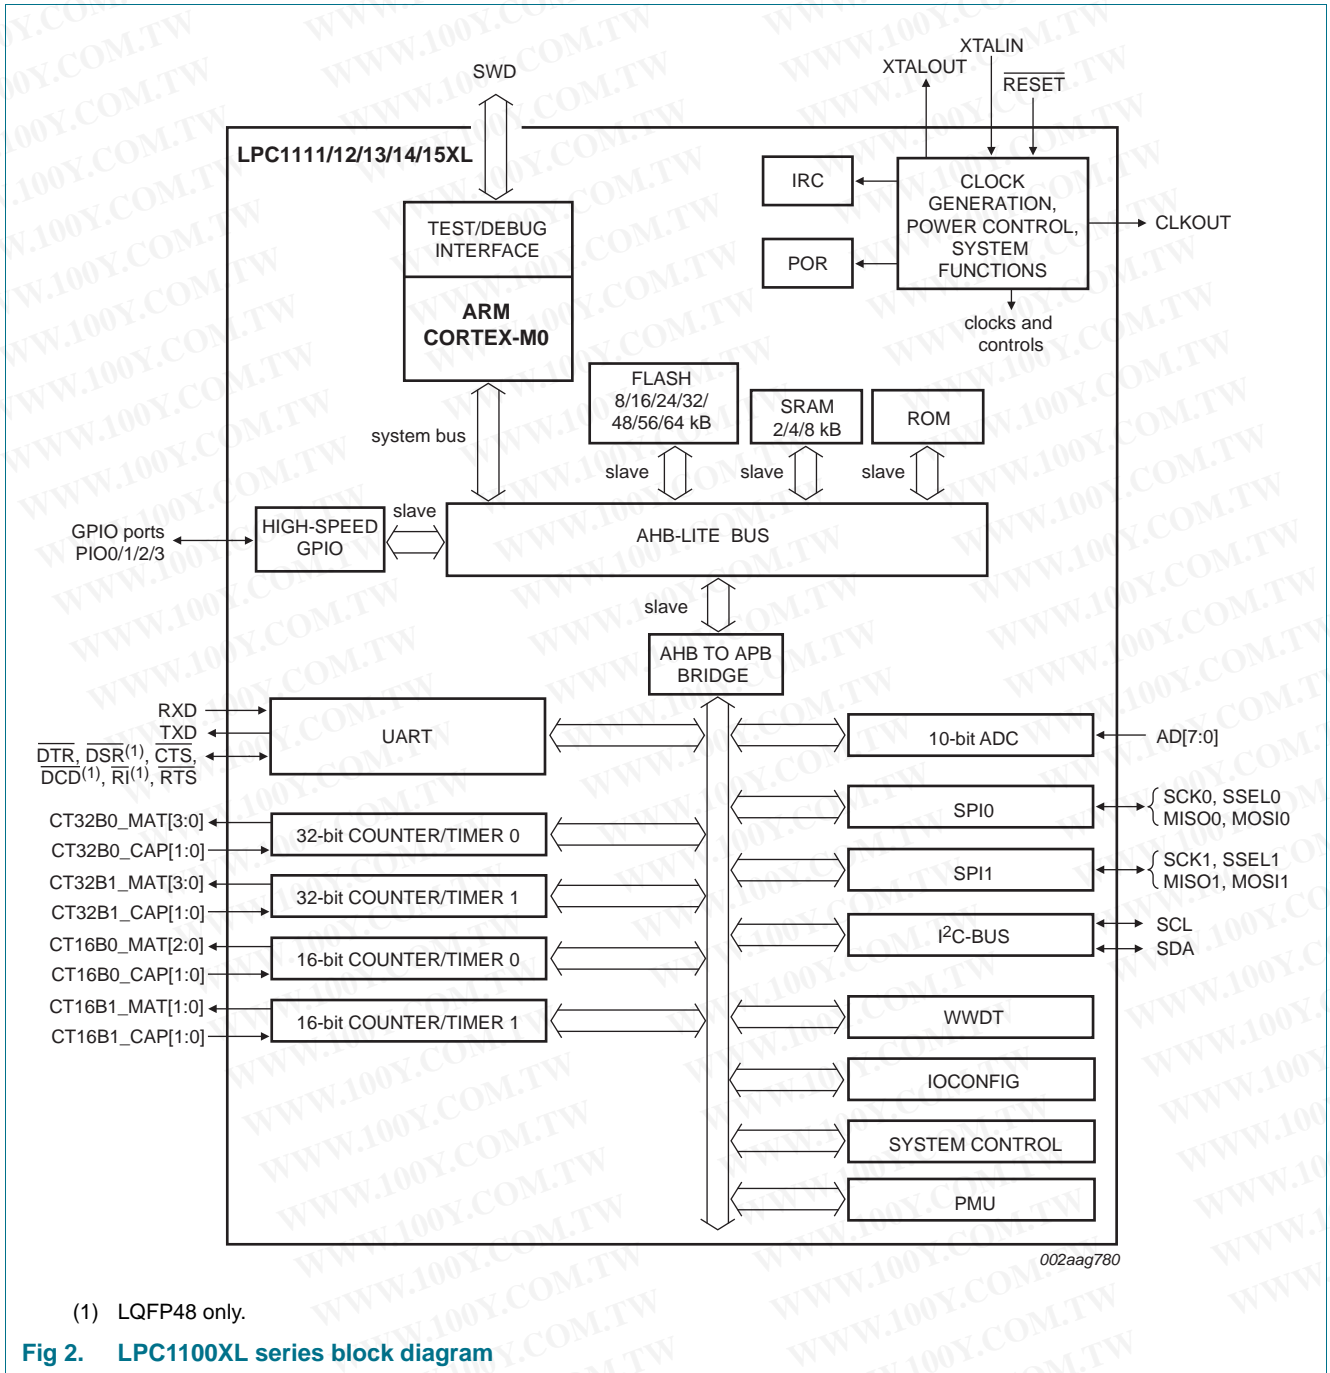 XTALIN
XTALOUT
RESET
SWD
LPC1111/12/13/14/15XL
IRC
POR
CLOCK
GENERATION,
POWER CONTROL,
SYSTEM
FUNCTIONS
CLKOUT
clocks and
controls
TEST/DEBUG
INTERFACE
ARM
CORTEX-M0
system bus
FLASH
8/16/24/32/
48/56/64 kB
SRAM
2/4/8 kB
ROM
slave
slave
slave
GPIO ports
PIO0/1/2/3
HIGH-SPEED
GPIO
slave
AHB-LITE BUS
slave
AHB TO APB
BRIDGE
RXD
TXD
DTR, DSR(1), CTS,
DCD(1), RI(1), RTS
UART
10-bit ADC
AD[7:0]
CT32B0_MAT[3:0]
CT32B0_CAP[1:0]
32-bit COUNTER/TIMER 0
SPI0
SCK0, SSEL0
MISO0, MOSI0
CT32B1_MAT[3:0]
CT32B1_CAP[1:0]
32-bit COUNTER/TIMER 1
SPI1
SCK1, SSEL1
MISO1, MOSI1
CT16B0_MAT[2:0]
CT16B0_CAP[1:0]
16-bit COUNTER/TIMER 0
I2C-BUS
SCL
SDA
CT16B1_MAT[1:0]
CT16B1_CAP[1:0]
16-bit COUNTER/TIMER 1
WWDT
IOCONFIG
SYSTEM CONTROL
PMU
002aag780
(1) LQFP48 only.
Fig 2. LPC1100XL series block diagram
WWW.100Y.COM.TW